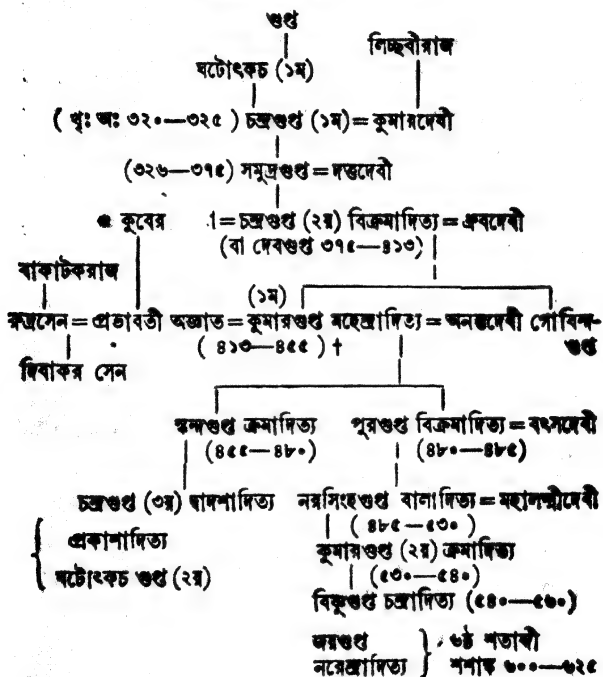 গুপ্ত
লিচ্ছবীরাজ
ঘটোৎকচ (১ম)
( খৃঃ অঃ ৩২০—৩২৫ ) চন্দ্রগুপ্ত (১ম)=কুমারদেবী
(৩২৬—৩৭৫) সমুদ্রগুপ্ত=দত্তদেবী
* কুবের 1=চন্দ্রগুপ্ত (২য়) বিক্রমাদিত্য=ধ্রুবদেবী
(বা দেবগুপ্ত ৩৭৫—৪১৩)
বাকাটকরাজ
(১ম)
রুদ্রসেন=প্রভাবতী অজ্ঞাত=কুমারগুপ্ত মহেন্দ্রাদিত্য=অনন্তদেবী গোবিন্দ-
গুপ্ত
( ৪১৩—৪৫৫ ) †
দিবাকর সেন
স্কন্দগুপ্ত ক্রমাদিত্য পুরগুপ্ত বিক্রমাদিত্য=বৎসদেবী
(৪৫৫—৪৮০) (৪৮০—৪৮৫)
চন্দ্রগুপ্ত (৩য়) দ্বাদশাদিত্য নরসিংহগুপ্ত বালাদিত্য=মহালক্ষ্মীদেবী
( ৪৮৫—৫৩০ )
প্রকাশাদিত্য কুমারগুপ্ত (২য়) ক্রমাদিত্য
ঘটোৎকচ গুপ্ত (২য়) (৫৩০—৫৪০)
বিষ্ণুগুপ্ত চন্দ্রাদিত্য (৫৪০—৫৬০)
জয়গুপ্ত ৬ষ্ঠ শতাব্দী
নরেন্দ্রাদিত্য শশাঙ্ক ৬০০—৬২৫